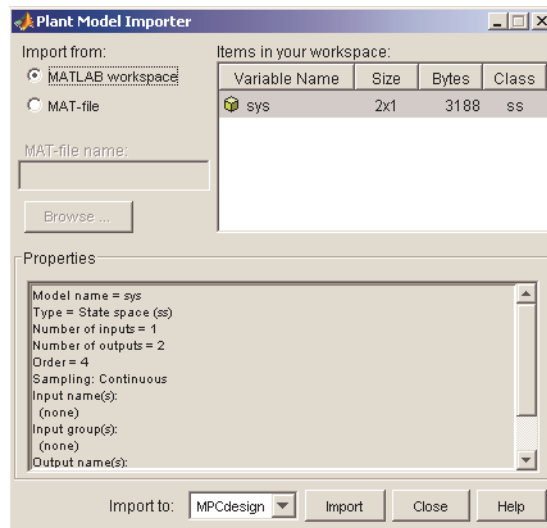 Plant Model Importer
Import from:
MATLAB workspace
MAT-file
MAT-file name:
Browse ...
Items in your workspace:
Variable Name Size Bytes Class
sys 2x1 3188 ss
Properties
Model name = sys
Type = State space (ss)
Number of inputs = 1
Number of outputs = 2
Order = 4
Sampling: Continuous
Input name(s):
(none)
Input group(s):
(none)
Output name(s):
Import to: MPCdesign Import Close Help